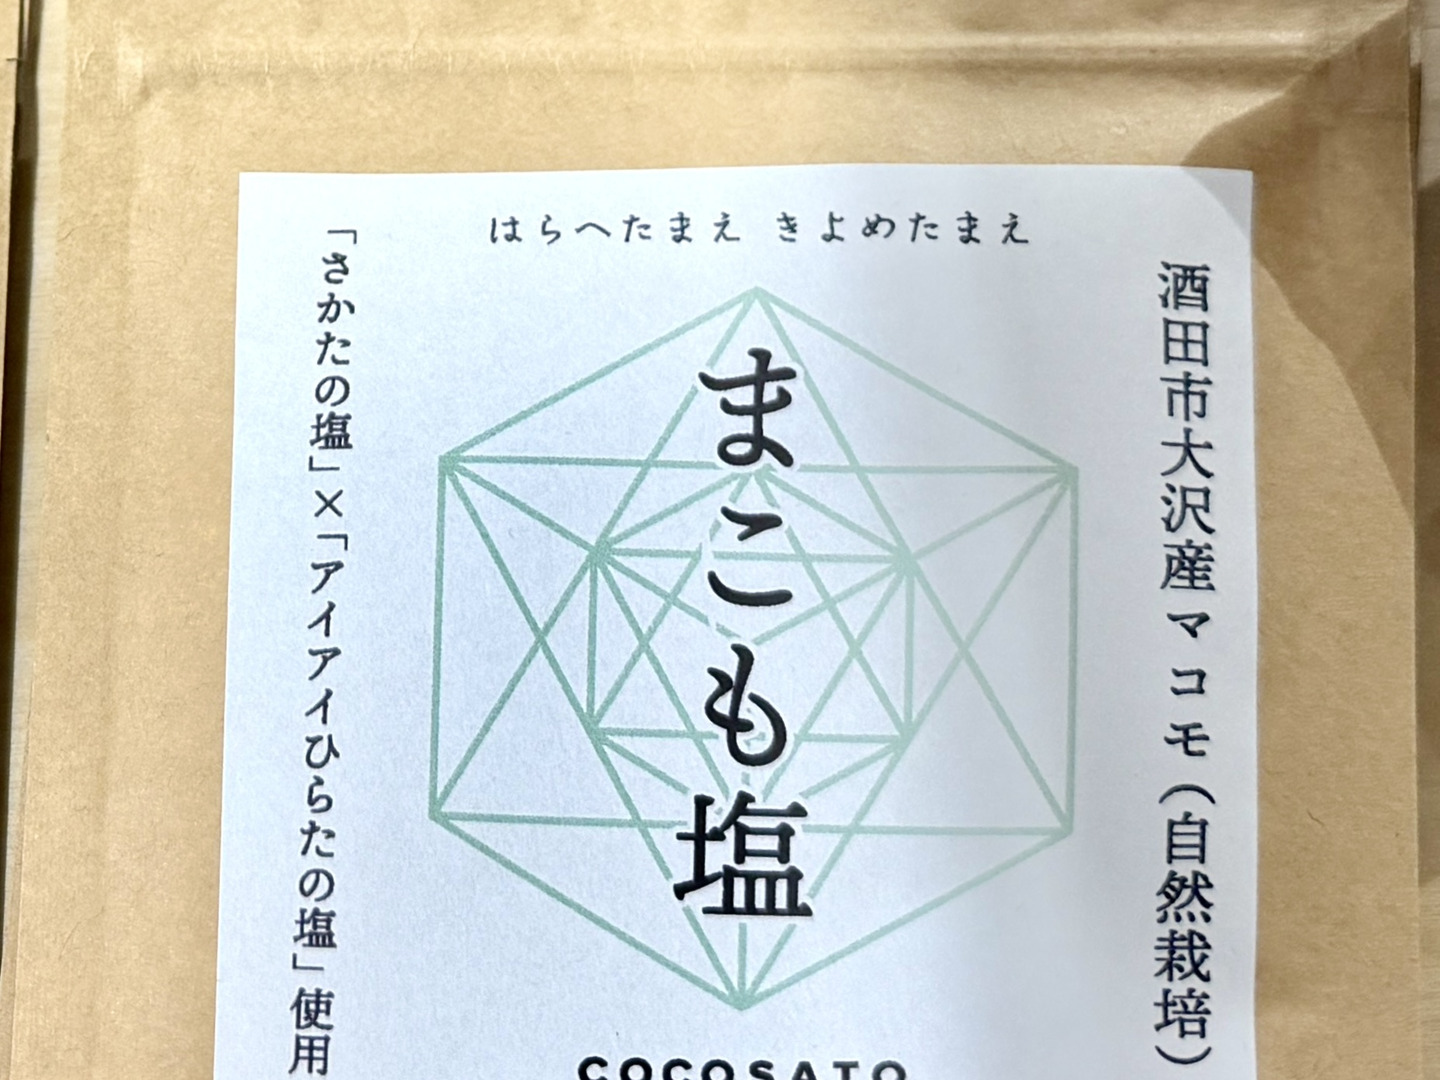 はらへたまえ きよめたまえ
酒田市大沢産マコモ（自然栽培）
まこも塩
「さかたの塩」×「アイアイひらたの塩」使用
COCOSATO